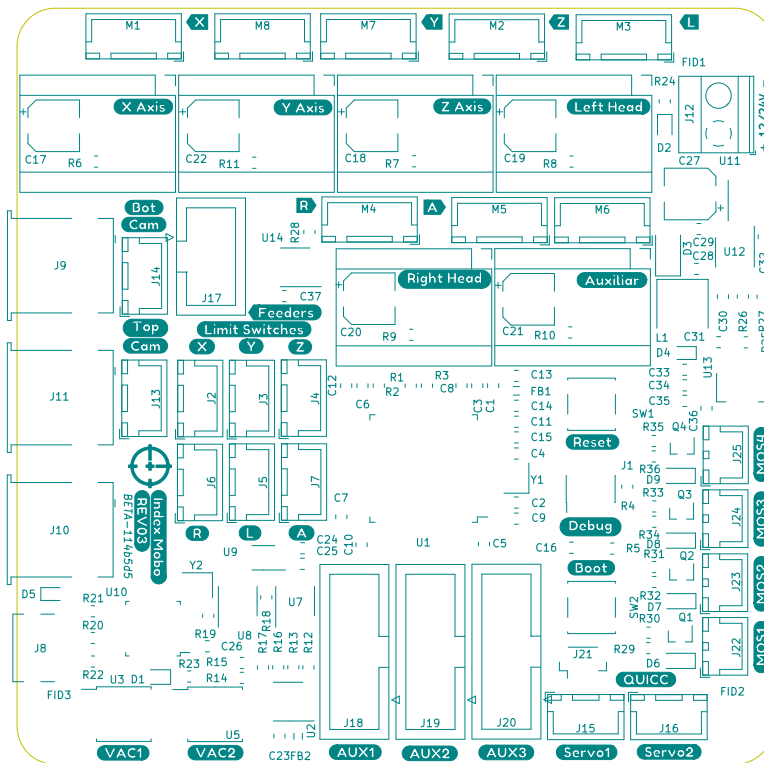 M1 X M8 M7 Y M2 Z M3 L
FID1
X Axis Y Axis Z Axis Left Head
R24
J12
+ 12/24V -
C17 R6 C22 R11 C18 R7 C19 R8
D2
C27 U11
Bot
Cam
R M4 A M5 M6
J9 J14 J17 U14 R28 C37
D3 C29 C28 U12 C32
Right Head Auxiliar
C20 R9 C21 R10
Feeders
Limit Switches
Top
Cam
X Y Z
L1 C31 C30 R26 R27
D4 U13
C33
C34
C35
C36
J11 J13 J2 J3 J4
C12 R1 R2 R3 C8 C6 C3 C1
C13
FB1
C14
C11
C15
C4
SW1
Reset
R35 Q4 J25 MOS4
J6 J5 J7
R36
D9
J1
Y1
R4
R33 Q3 J24 MOS3
Index Mobo
REV03
BETA-114b5d5
R L A
C7
C2
C9
Debug
J10
U9 C24
C25
C10 U1 C5 C16 R5
R34
D8
R31 Q2 J23 MOS2
Boot
Y2
D5 U10
R21
R20
R19
U7
R18
R17 R16 R13 R12
U8
C26
SW2
R32
D7
R30 Q1 J22 MOS1
J8
R22
R23 R15
R14
R29
J21
D6
FID3 U3 D1
QUICC
FID2
U5 U2
C23 FB2
J18 J19 J20 J15 J16
VAC1 VAC2 AUX1 AUX2 AUX3 Servo1 Servo2